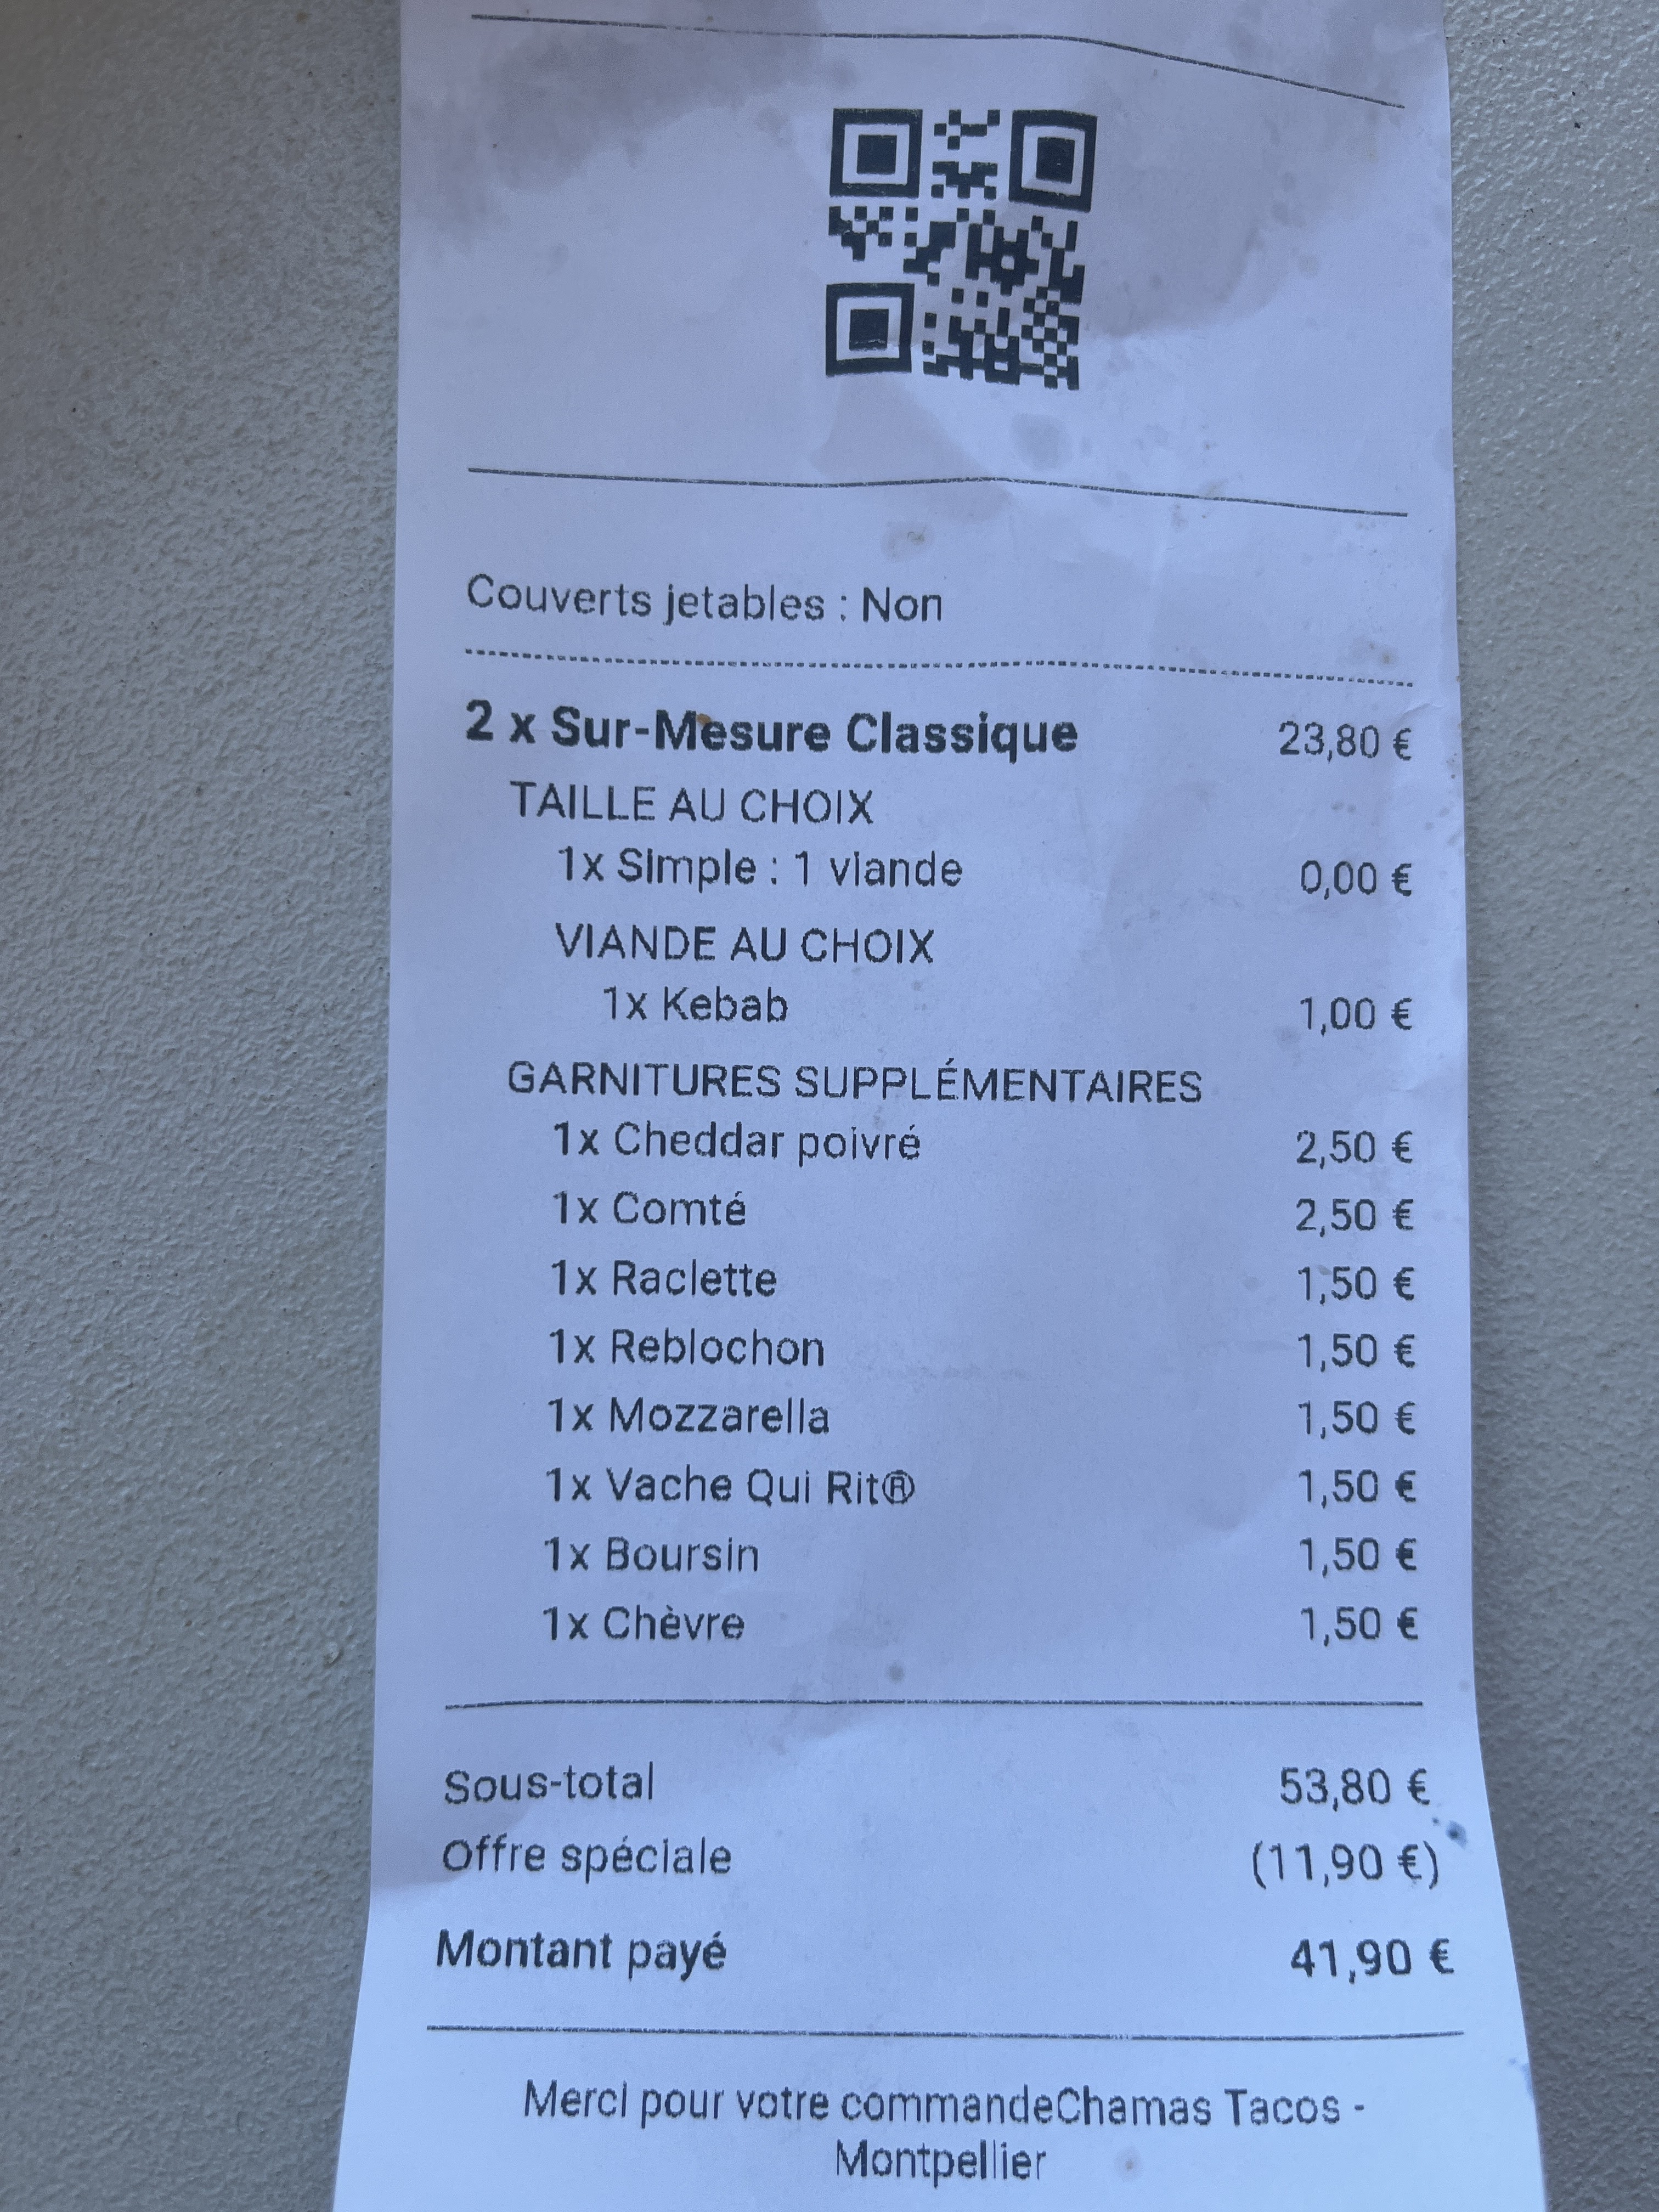 Couverts jetables : Non
2 x Sur-Mesure Classique 23,80 €
TAILLE AU CHOIX
1x Simple : 1 viande 0,00 €
VIANDE AU CHOIX
1x Kebab 1,00 €
GARNITURES SUPPLÉMENTAIRES
1x Cheddar poivré 2,50 €
1x Comté 2,50 €
1x Raclette 1,50 €
1x Reblochon 1,50 €
1x Mozzarella 1,50 €
1x Vache Qui Rit® 1,50 €
1x Boursin 1,50 €
1x Chèvre 1,50 €
Sous-total 53,80 €
Offre spéciale (11,90 €)
Montant payé 41,90 €
Merci pour votre commandeChamas Tacos -
Montpellier